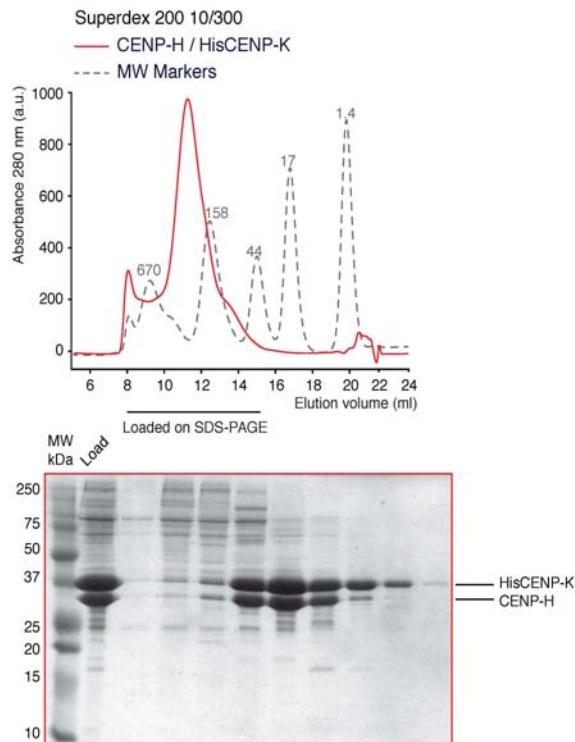 Superdex 200 10/300
CENP-H / HisCENP-K
MW Markers
Absorbance 280 nm (a.u.)
1000
800
600
400
200
0
670
158
44
17
1.4
6 8 10 12 14 16 18 20 22 24
Elution volume (ml)
Loaded on SDS-PAGE
MW
kDa
Load
250
75
50
37
25
20
15
10
HisCENP-K
CENP-H